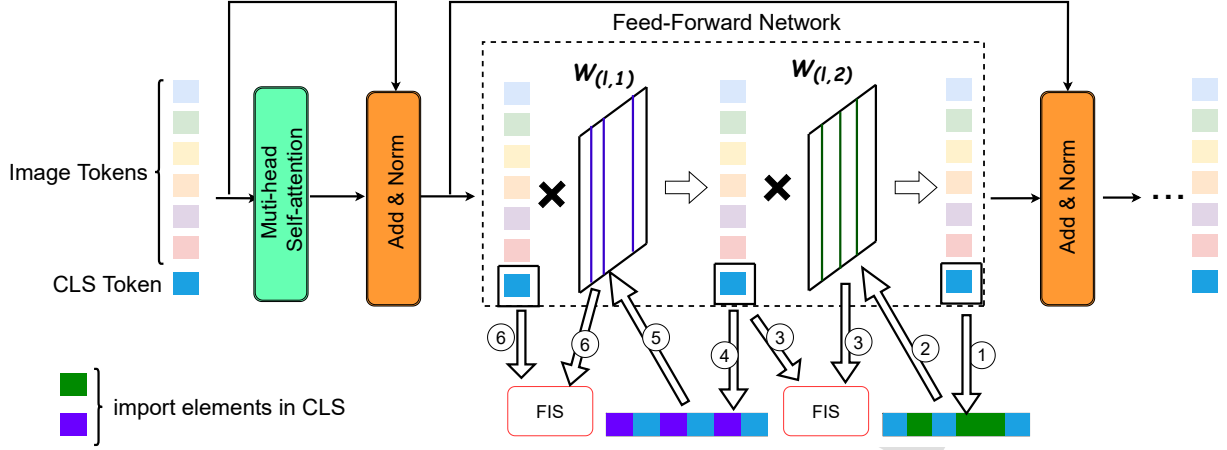 Feed-Forward Network
W(l,1)
W(l,2)
Image Tokens
CLS Token
Muti-head
Self-attention
Add & Norm
Add & Norm
...
6
6
5
4
3
3
2
1
FIS
FIS
import elements in CLS